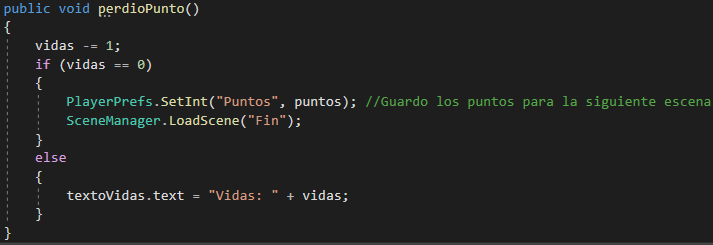 public void perdioPunto()
{
vidas -= 1;
if (vidas == 0)
{
PlayerPrefs.SetInt("Puntos", puntos); //Guardo los puntos para la siguiente escena
SceneManager.LoadScene("Fin");
}
else
{
textoVidas.text = "Vidas: " + vidas;
}
}